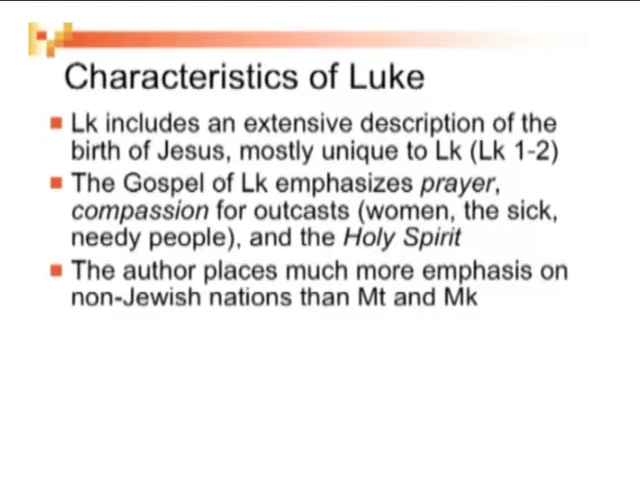 Characteristics of Luke
Lk includes an extensive description of the
birth of Jesus, mostly unique to Lk (Lk 1-2)
The Gospel of Lk emphasizes prayer,
compassion for outcasts (women, the sick,
needy people), and the Holy Spirit
The author places much more emphasis on
non-Jewish nations than Mt and Mk